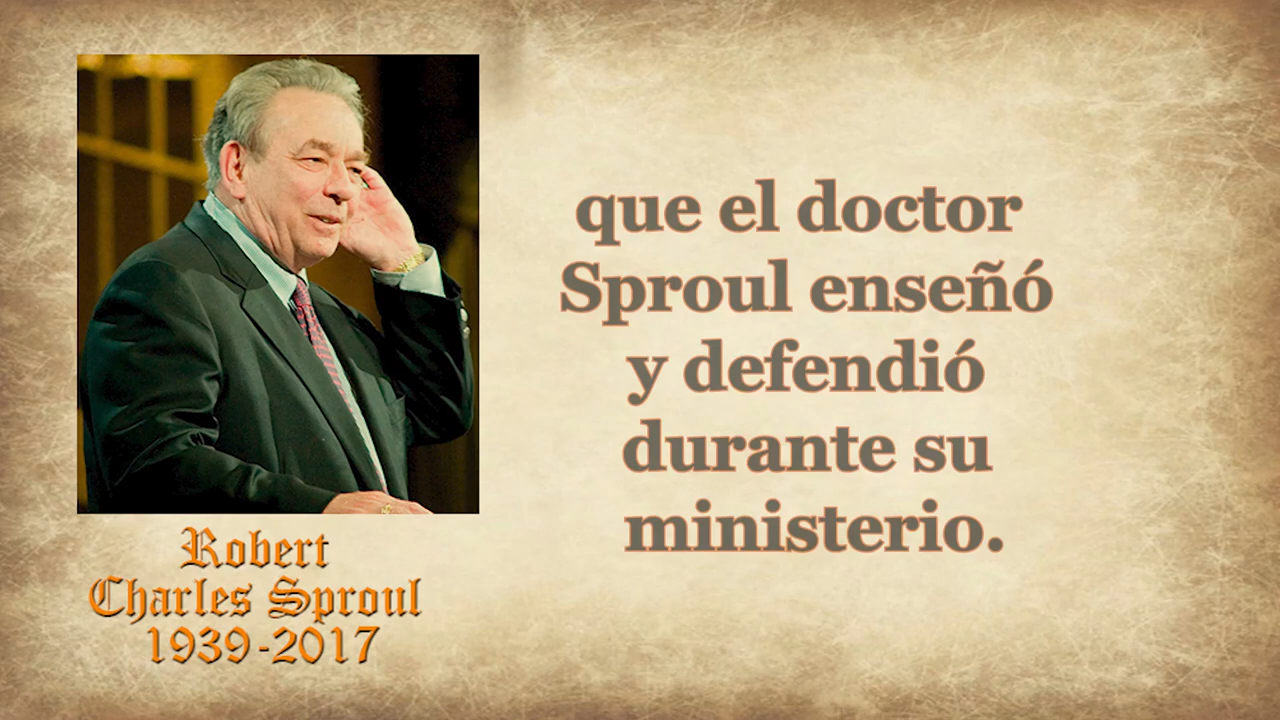 que el doctor
Sproul enseñó
y defendió
durante su
ministerio.
Robert
Charles Sproul
1939-2017